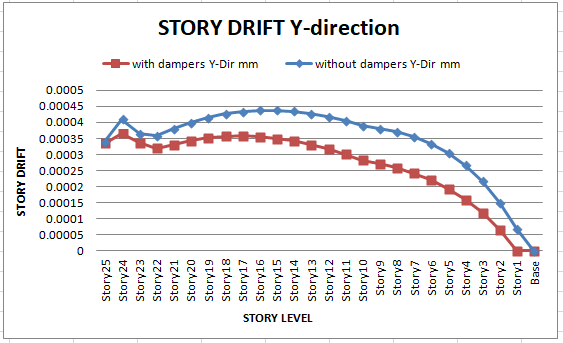 STORY DRIFT Y-direction
with dampers Y-Dir mm
without dampers Y-Dir mm
0.0005
0.00045
0.0004
0.00035
0.0003
0.00025
0.0002
0.00015
0.0001
0.00005
0
STORY DRIFT
Story25
Story24
Story23
Story22
Story21
Story20
Story19
Story18
Story17
Story16
Story15
Story14
Story13
Story12
Story11
Story10
Story9
Story8
Story7
Story6
Story5
Story4
Story3
Story2
Story1
Base
STORY LEVEL